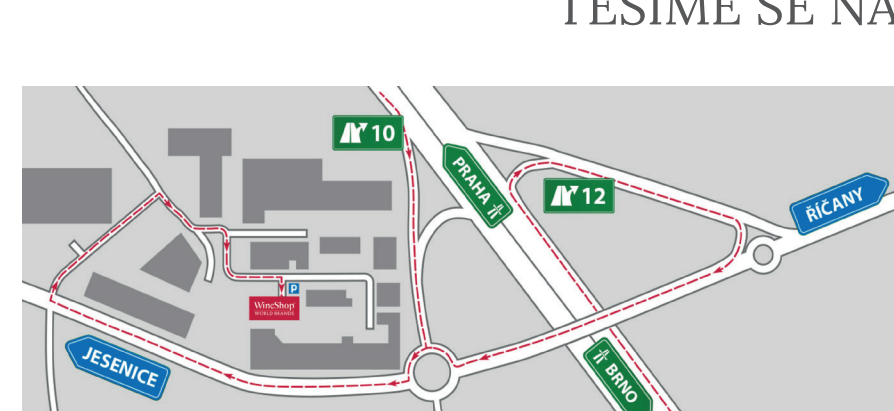 TĚŠÍME SE NA
10
PRAHA
12
ŘÍČANY
P
WineShop
WORLD BRANDS
JESENICE
BRNO